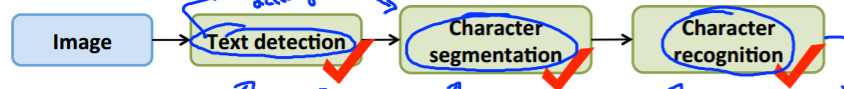 Image
Text detection
Character
segmentation
Character
recognition